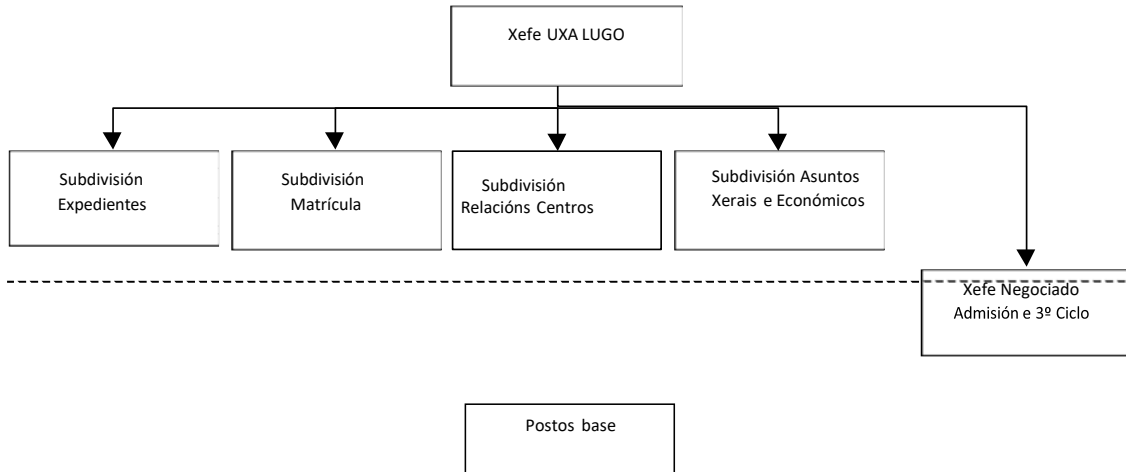 Xefe UXA LUGO
Subdivisión
Expedientes
Subdivisión
Matrícula
Subdivisión
Relacións Centros
Subdivisión Asuntos
Xerais e Económicos
Xefe Negociado
Admisión e 3º Ciclo
Postos base